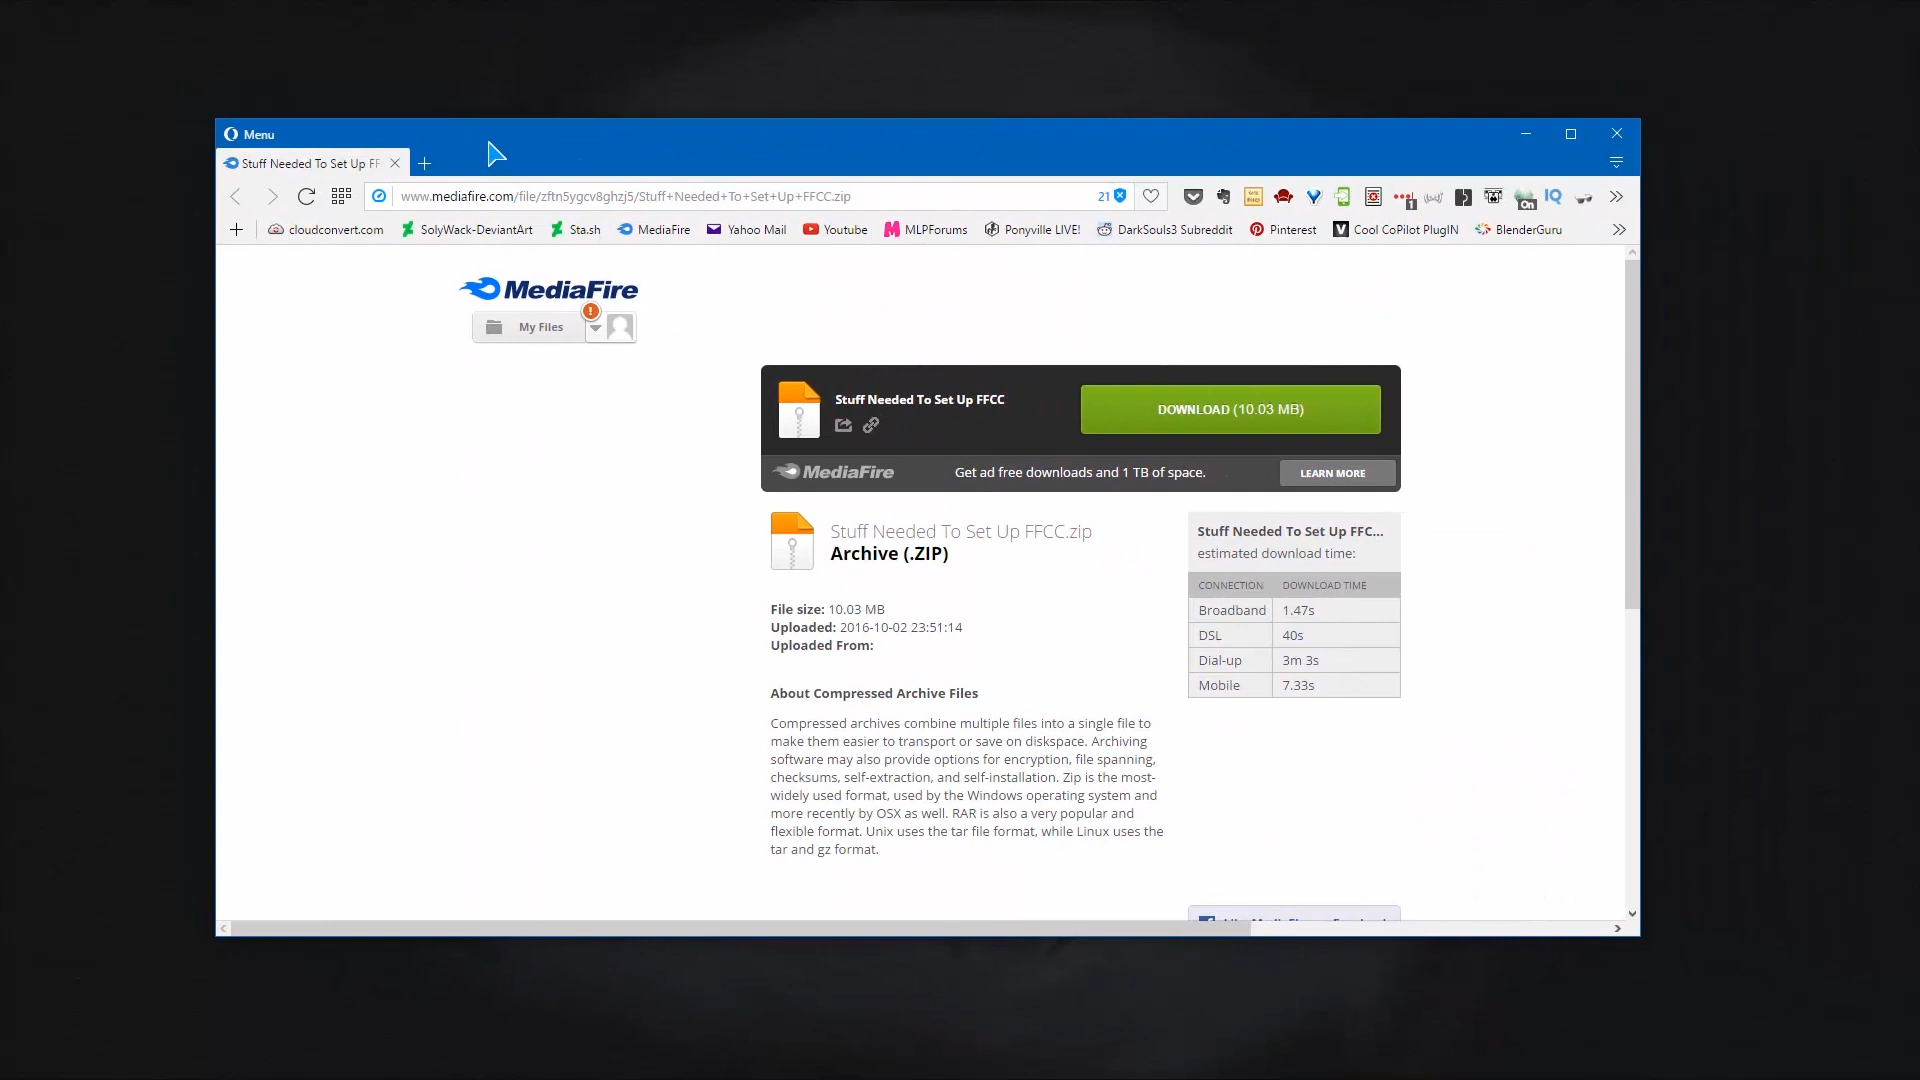 Menu
Stuff Needed To Set Up FF
www.mediafire.com/file/zftn5ygcv8ghzj5/Stuff+Needed+To+Set+Up+FFCC.zip
21
1
On
IQ
cloudconvert.com
SolyWack-DeviantArt
Sta.sh
MediaFire
Yahoo Mail
Youtube
MLPForums
Ponyville LIVE!
DarkSouls3 Subreddit
Pinterest
Cool CoPilot PlugIN
BlenderGuru
MediaFire
My Files
Stuff Needed To Set Up FFCC
DOWNLOAD (10.03 MB)
MediaFire
Get ad free downloads and 1 TB of space.
LEARN MORE
Stuff Needed To Set Up FFCC.zip
Archive (.ZIP)
File size: 10.03 MB
Uploaded: 2016-10-02 23:51:14
Uploaded From:
About Compressed Archive Files
Compressed archives combine multiple files into a single file to
make them easier to transport or save on diskspace. Archiving
software may also provide options for encryption, file spanning,
checksums, self-extraction, and self-installation. Zip is the most-
widely used format, used by the Windows operating system and
more recently by OSX as well. RAR is also a very popular and
flexible format. Unix uses the tar file format, while Linux uses the
tar and gz format.
Stuff Needed To Set Up FFC...
estimated download time:
CONNECTION DOWNLOAD TIME
Broadband 1.47s
DSL 40s
Dial-up 3m 3s
Mobile 7.33s